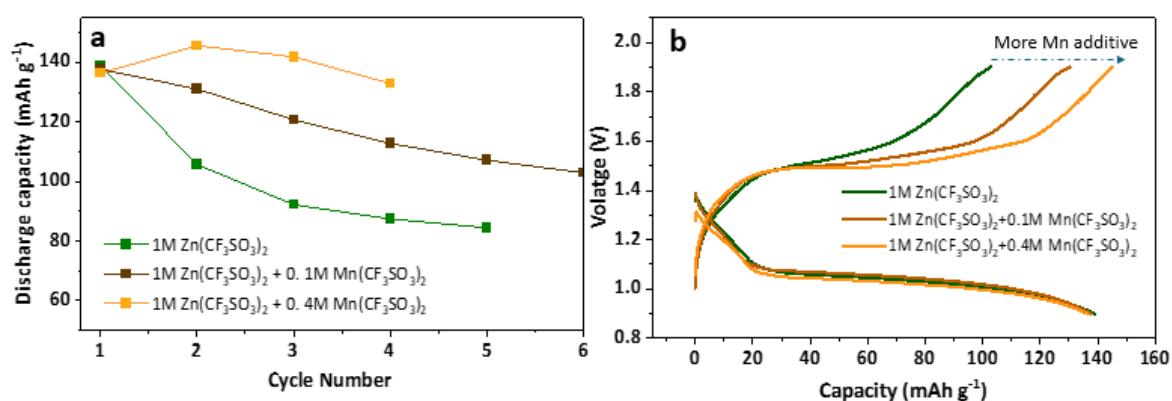 a
Discharge capacity (mAh g⁻¹)
140
120
100
80
60
1M Zn(CF₃SO₃)₂
1M Zn(CF₃SO₃)₂ + 0. 1M Mn(CF₃SO₃)₂
1M Zn(CF₃SO₃)₂ + 0. 4M Mn(CF₃SO₃)₂
1 2 3 4 5 6
Cycle Number
b
More Mn additive
Volatge (V)
2.0
1.8
1.6
1.4
1.2
1.0
0.8
1M Zn(CF₃SO₃)₂
1M Zn(CF₃SO₃)₂+0.1M Mn(CF₃SO₃)₂
1M Zn(CF₃SO₃)₂+0.4M Mn(CF₃SO₃)₂
0 20 40 60 80 100 120 140 160
Capacity (mAh g⁻¹)